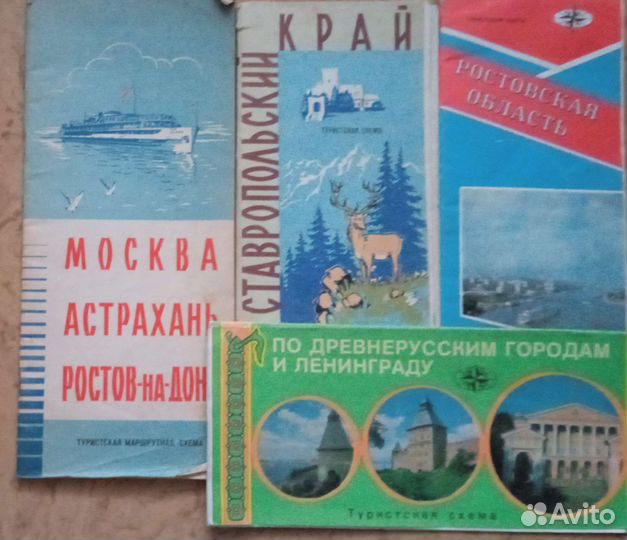 МОСКВА
АСТРАХАНЬ
РОСТОВ-НА-ДОН
ТУРИСТСКАЯ МАРШРУТНАЯ СХЕМА
СТАВРОПОЛЬСКИЙ
КРАЙ
ТУРИСТСКАЯ СХЕМА
РОСТОВСКАЯ
ОБЛАСТЬ
ПО ДРЕВНЕРУССКИМ ГОРОДАМ
И ЛЕНИНГРАДУ
Туристская схема
Avito